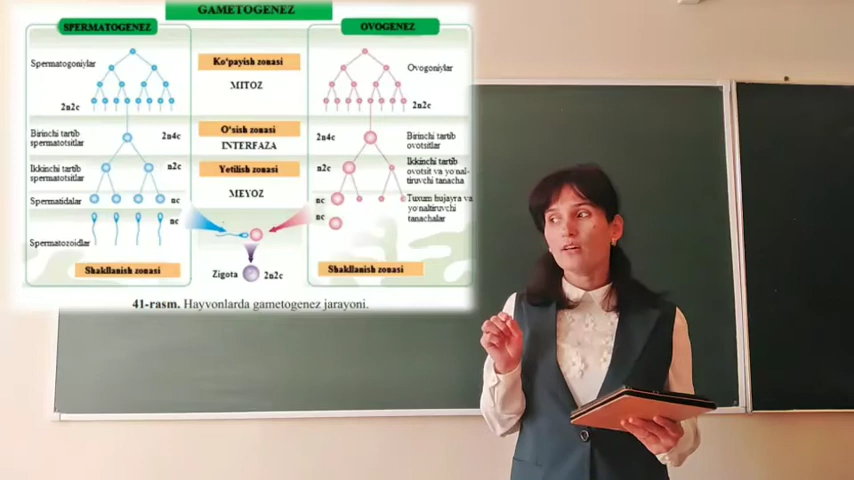 GAMETOGENEZ
SPERMATOGENEZ
OVOGENEZ
Spermatogoniylar
Ko'payish zonasi
MITOZ
Ovogoniylar
2n2c
2n2c
Birinchi tartib
spermatotsitlar
2n4c
O'sish zonasi
INTERFAZA
2n4c
Birinchi tartib
ovotsitlar
Ikkinchi tartib
spermatotsitlar
n2c
Yetilish zonasi
MEYOZ
n2c
Ikkinchi tartib
ovotsit va yo'nal-
tiruvchi tanacha
Spermatidalar
nc
nc
Tuxum hujayra va
yo'naltiruvchi
tanachalar
nc
nc
Spermatozoidlar
Shakllanish zonasi
Zigota
2n2c
Shakllanish zonasi
41-rasm. Hayvonlarda gametogenez jarayoni.